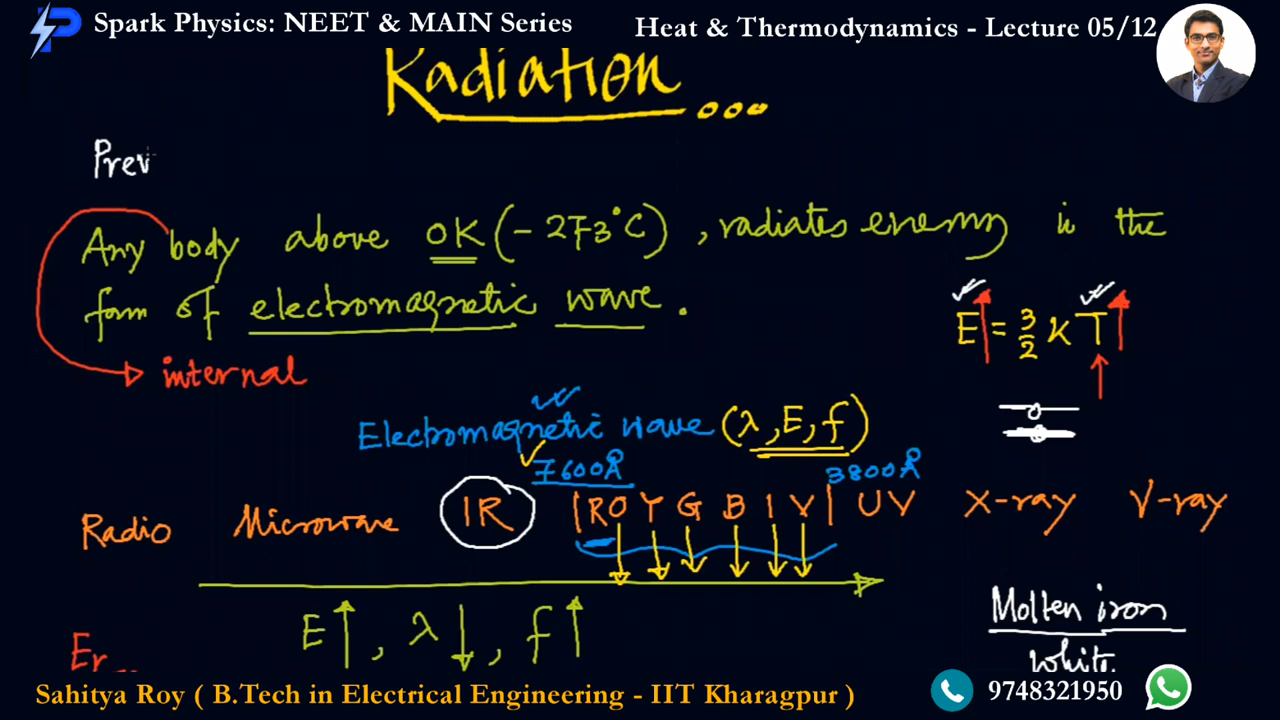 Spark Physics: NEET & MAIN Series
Heat & Thermodynamics - Lecture 05/12
Radiation...
Prev
Any body above 0K (-273°C), radiates energy in the
form of electromagnetic wave.
E↑ = 3/2 K T↑
internal
Electromagnetic wave (λ, E, f)
7600Å 3800Å
Radio Microwave IR |R O Y G B I V| UV X-ray γ-ray
E↑, λ↓, f↑
Molten iron
white
Sahitya Roy ( B.Tech in Electrical Engineering - IIT Kharagpur )
9748321950